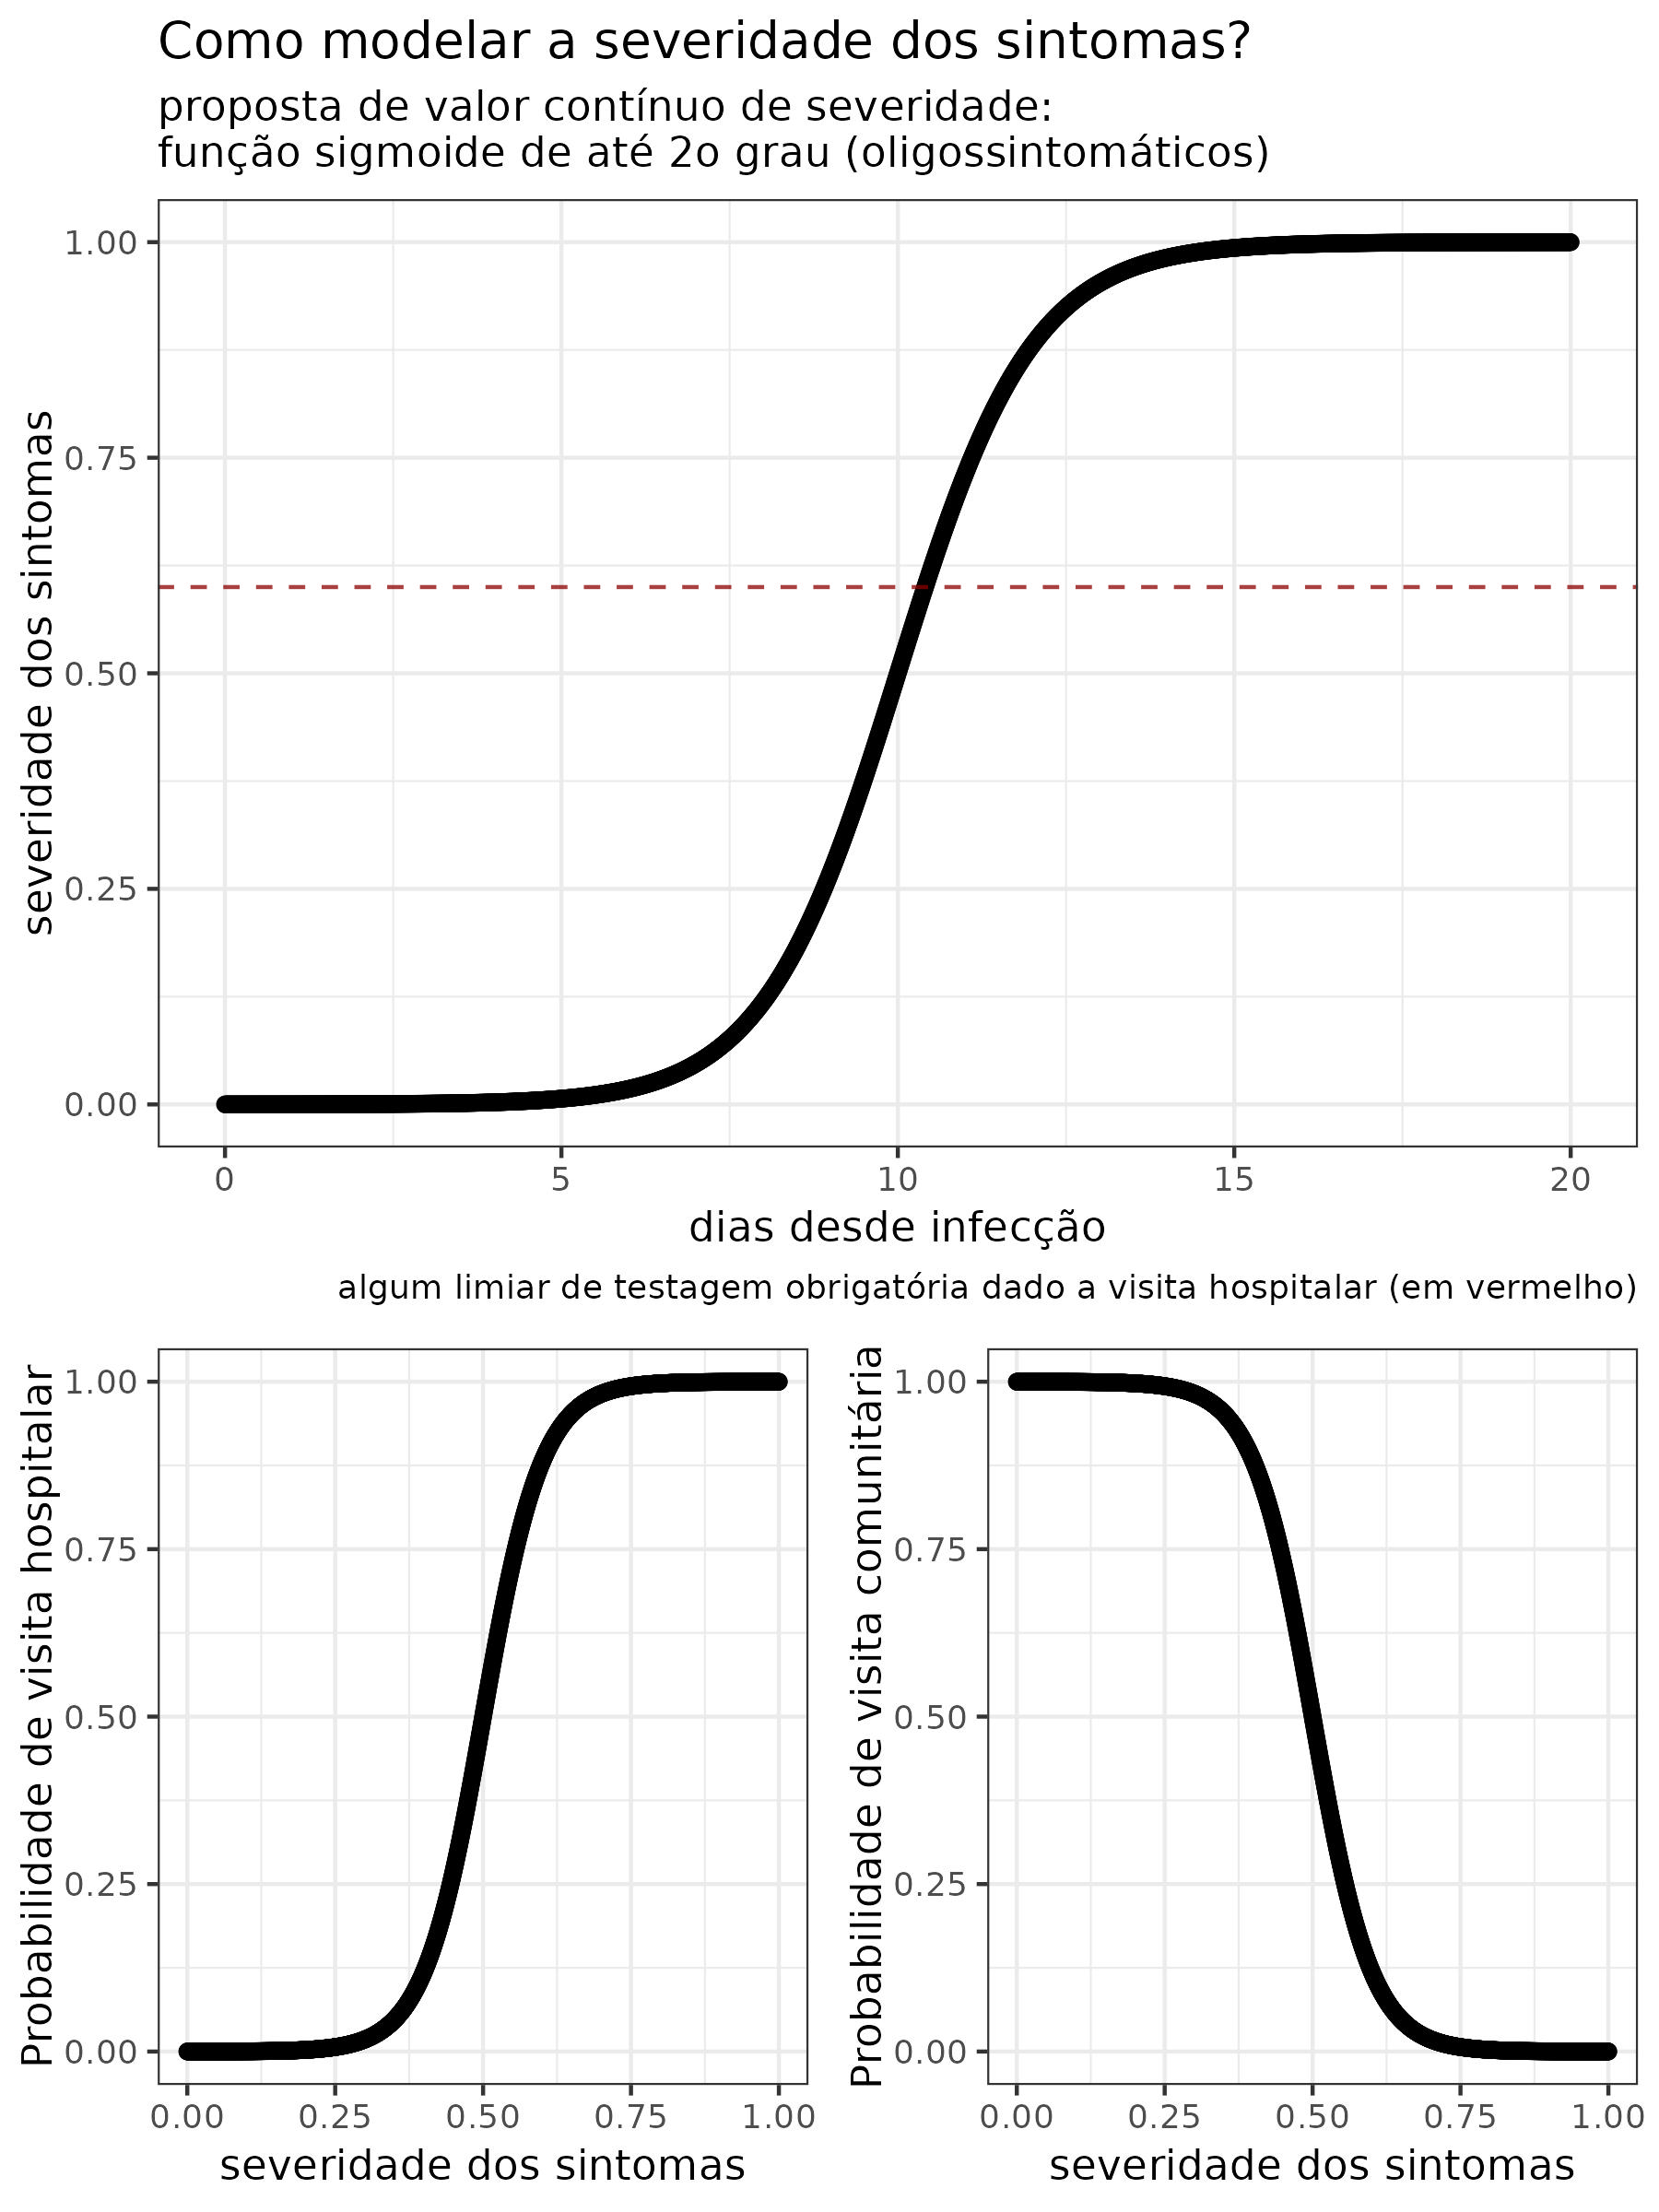 Como modelar a severidade dos sintomas?
proposta de valor contínuo de severidade:
função sigmoide de até 2o grau (oligossintomáticos)
severidade dos sintomas
1.00
0.75
0.50
0.25
0.00
0 5 10 15 20
dias desde infecção
algum limiar de testagem obrigatória dado a visita hospitalar (em vermelho)
Probabilidade de visita hospitalar
1.00
0.75
0.50
0.25
0.00
0.00 0.25 0.50 0.75 1.00
severidade dos sintomas
Probabilidade de visita comunitária
1.00
0.75
0.50
0.25
0.00
0.00 0.25 0.50 0.75 1.00
severidade dos sintomas